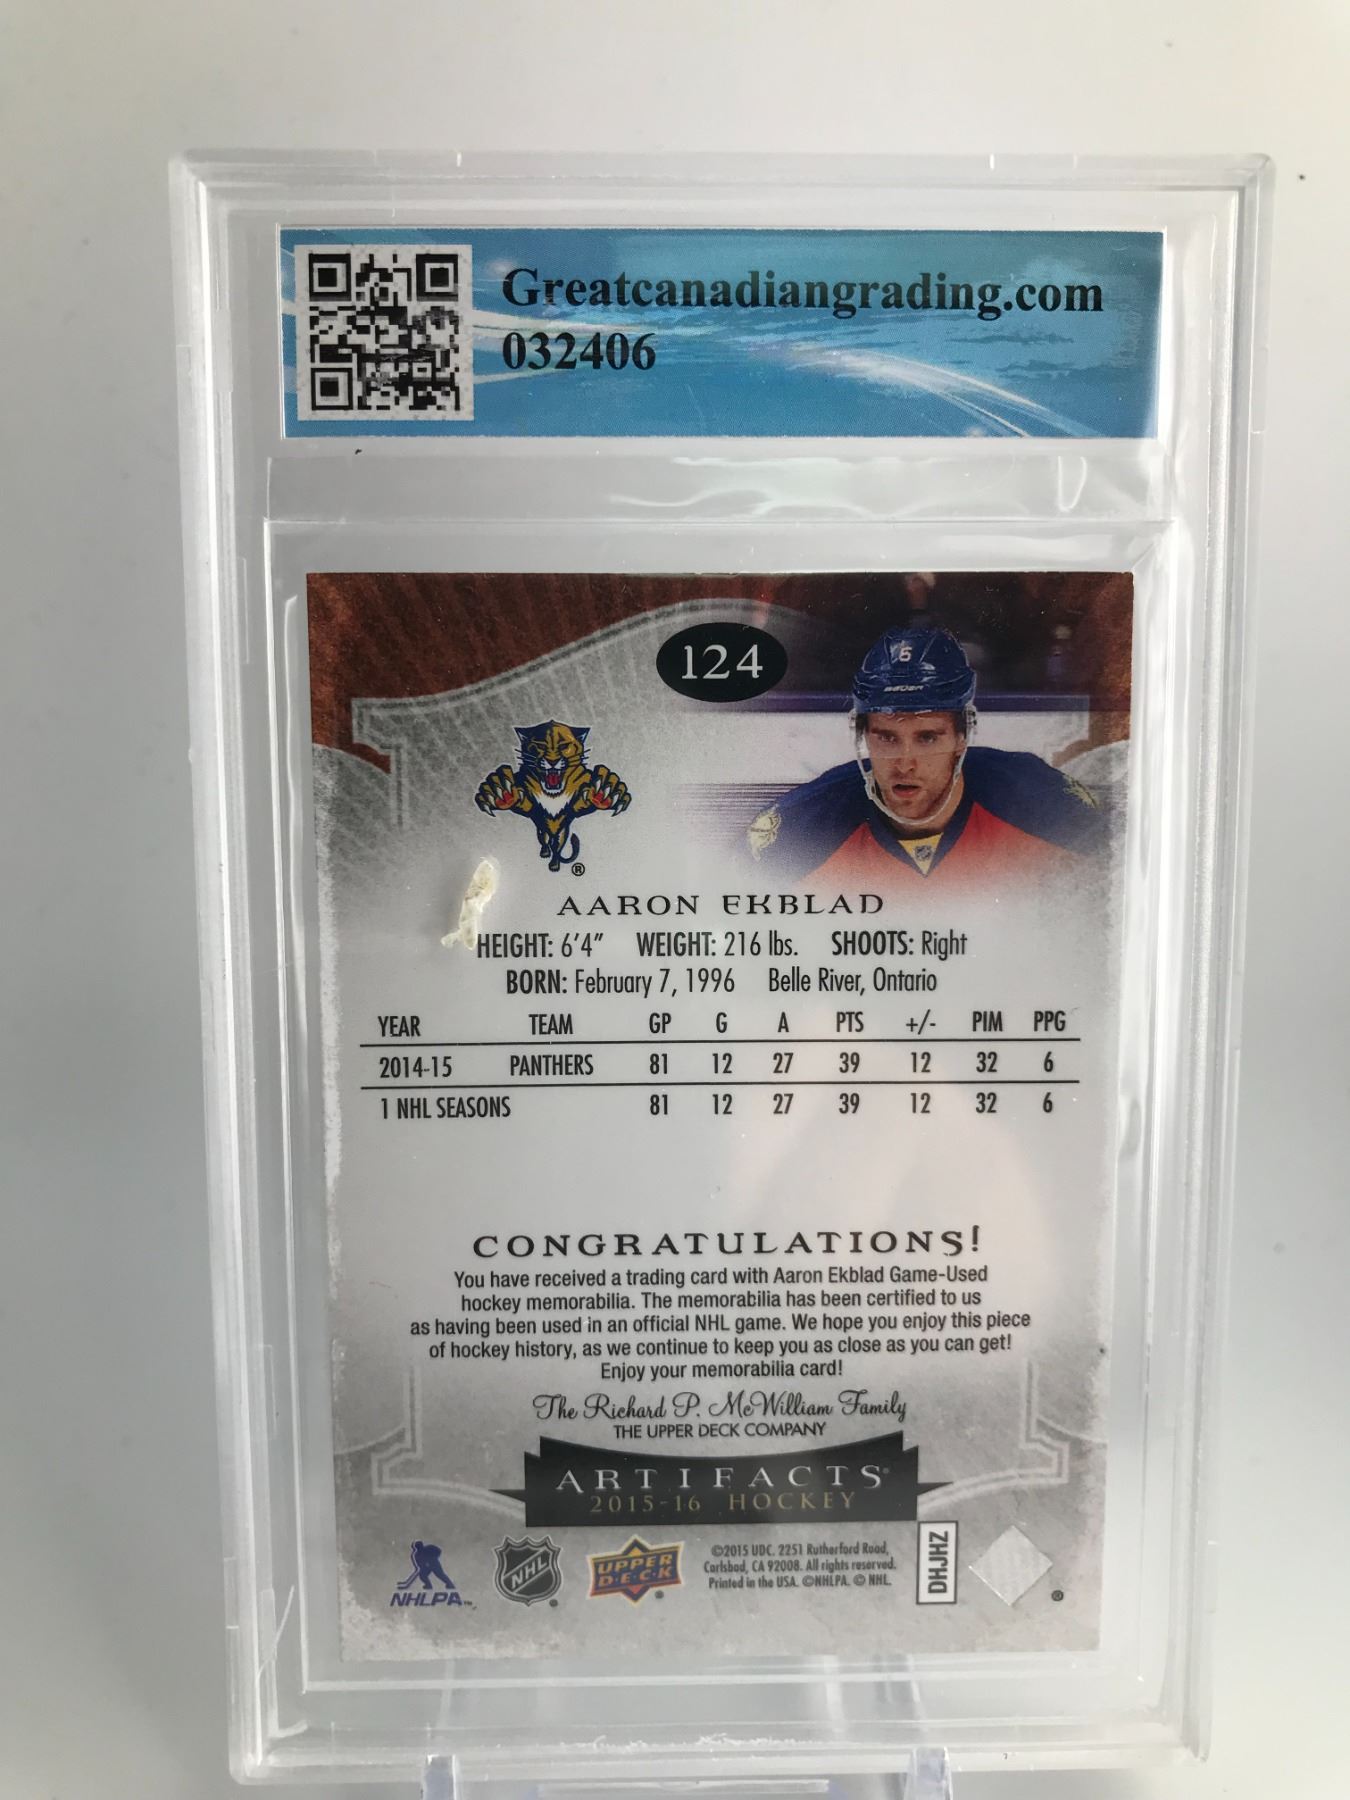 Greatcanadiangrading.com
032406
124
6
BAUER
®
AARON EKBLAD
HEIGHT: 6'4" WEIGHT: 216 lbs. SHOOTS: Right
BORN: February 7, 1996 Belle River, Ontario
YEAR TEAM GP G A PTS +/- PIM PPG
2014-15 PANTHERS 81 12 27 39 12 32 6
1 NHL SEASONS 81 12 27 39 12 32 6
CONGRATULATIONS!
You have received a trading card with Aaron Ekblad Game-Used
hockey memorabilia. The memorabilia has been certified to us
as having been used in an official NHL game. We hope you enjoy this piece
of hockey history, as we continue to keep you as close as you can get!
Enjoy your memorabilia card!
The Richard P. McWilliam Family
THE UPPER DECK COMPANY
ARTIFACTS®
2015-16 HOCKEY
NHLPA™
NHL®
UPPER
D·E·C·K®
©2015 UDC. 2251 Rutherford Road,
Carlsbad, CA 92008. All rights reserved.
Printed in the USA. ©NHLPA. © NHL.
DHJHZ
®